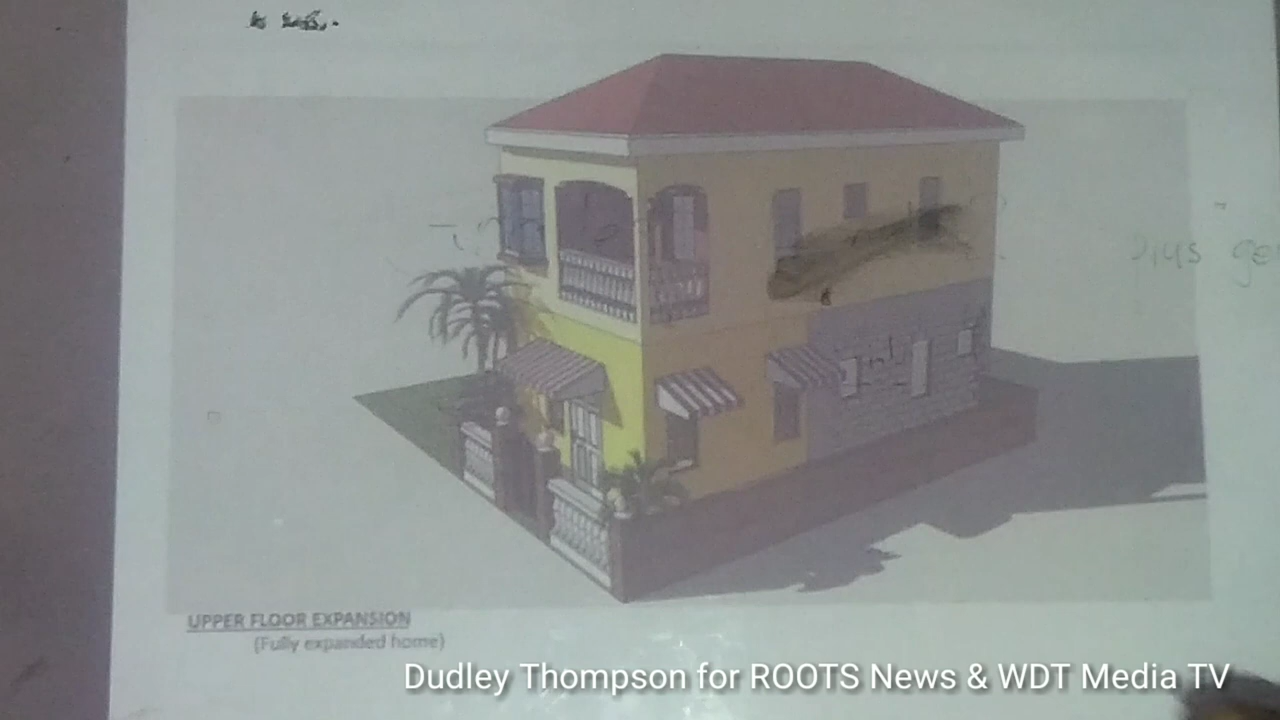 UPPER FLOOR EXPANSION
(Fully expanded home)
Dudley Thompson for ROOTS News & WDT Media TV